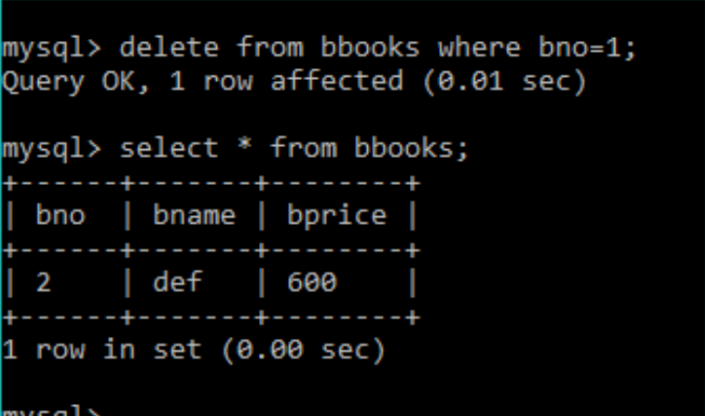 mysql> delete from bbooks where bno=1;
Query OK, 1 row affected (0.01 sec)
mysql> select * from bbooks;
+------+-------+--------+
| bno  | bname | bprice |
+------+-------+--------+
| 2    | def   | 600    |
+------+-------+--------+
1 row in set (0.00 sec)
mysql>